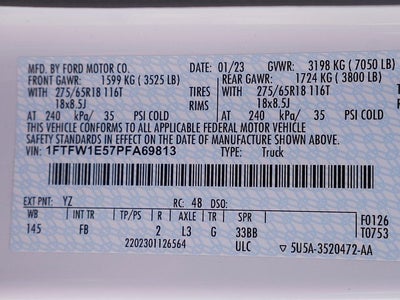 MFD. BY FORD MOTOR CO. 01/23 GVWR: 3198 KG (7050 LB)
FRONT GAWR: 1599 KG (3525 LB) REAR GAWR: 1724 KG (3800 LB)
WITH 275/65R18 116T TIRES WITH 275/65R18 116T TIRES
18x8.5J RIMS 18x8.5J RIMS
AT 240 kPa/ 35 PSI COLD AT 240 kPa/ 35 PSI COLD
THIS VEHICLE CONFORMS TO ALL APPLICABLE FEDERAL MOTOR VEHICLE
SAFETY STANDARDS IN EFFECT ON THE DATE OF MANUFACTURE SHOWN ABOVE.
VIN: 1FTFW1E57PFA69813 TYPE: Truck
EXT PNT: YZ RC: 48 DSO: F0126
WB INT TR TP/PS R AXLE TR SPR T0753
145 FB 2 L3 G 33BB
2202301126564 ULC 5U5A-3520472-AA